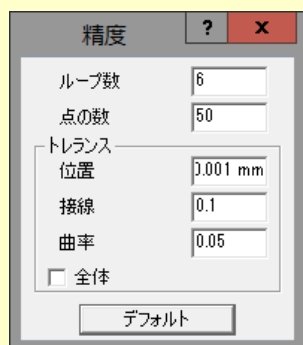 精度
? x
ループ数 6
点の数 50
トレランス
位置 0.001 mm
接線 0.1
曲率 0.05
全体
デフォルト